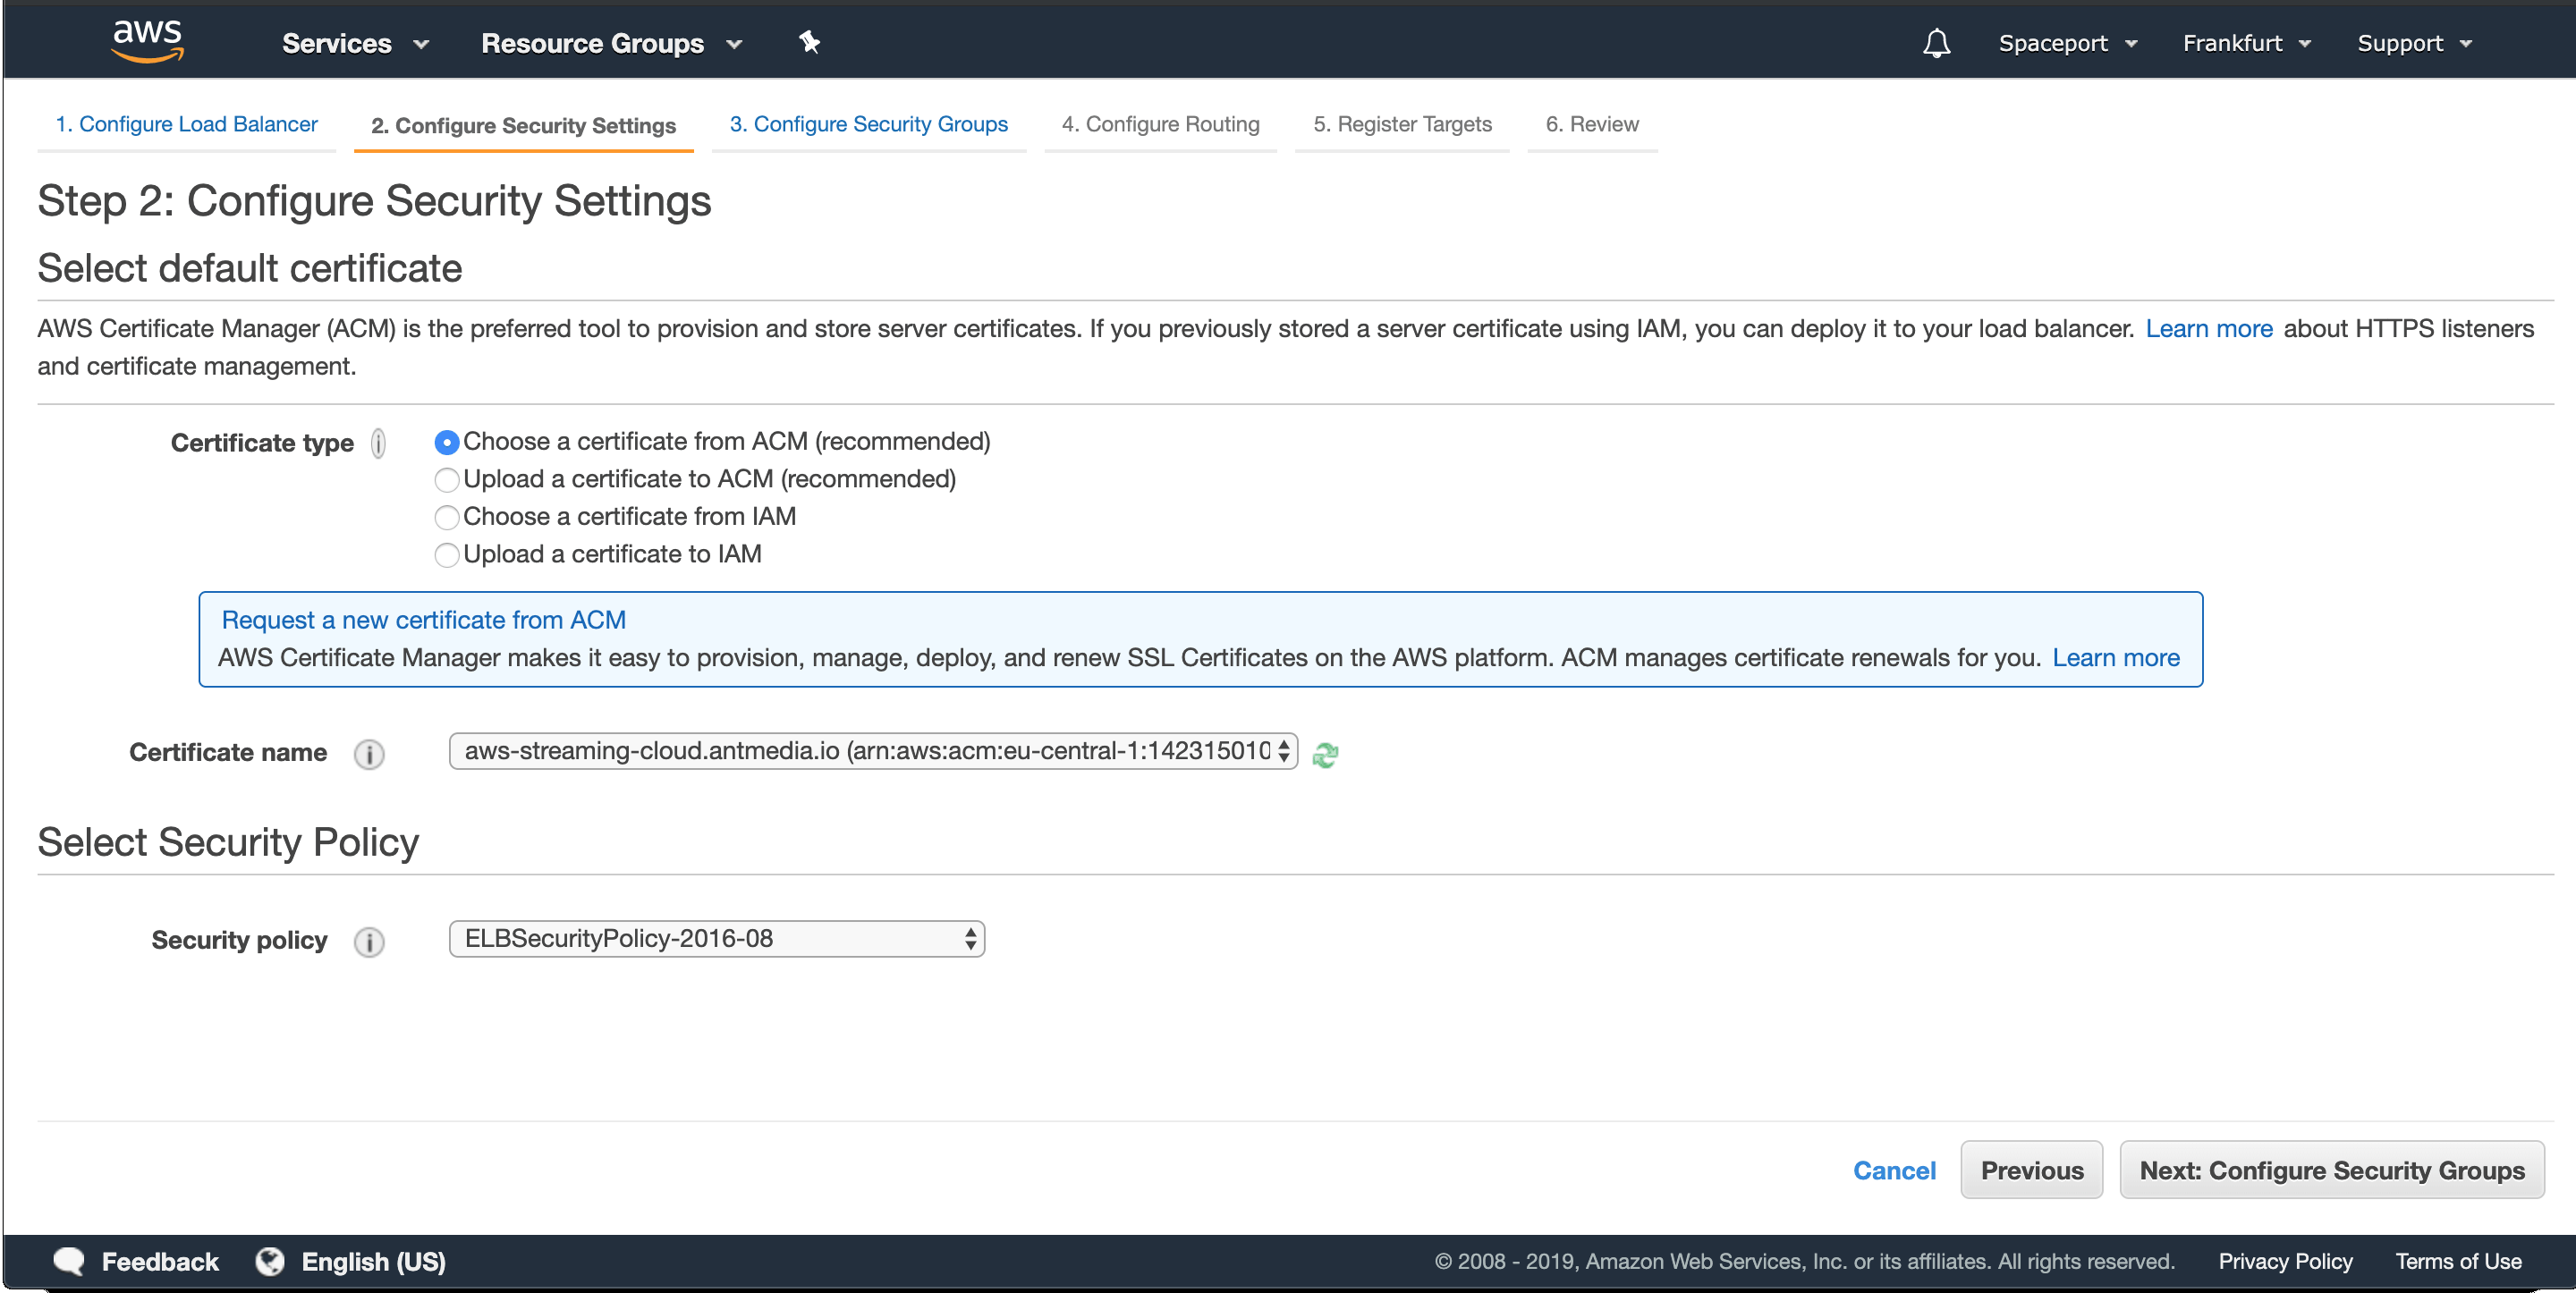 aws Services Resource Groups Spaceport Frankfurt Support
1. Configure Load Balancer 2. Configure Security Settings 3. Configure Security Groups 4. Configure Routing 5. Register Targets 6. Review
Step 2: Configure Security Settings
Select default certificate
AWS Certificate Manager (ACM) is the preferred tool to provision and store server certificates. If you previously stored a server certificate using IAM, you can deploy it to your load balancer. Learn more about HTTPS listeners
and certificate management.
Certificate type i Choose a certificate from ACM (recommended)
Upload a certificate to ACM (recommended)
Choose a certificate from IAM
Upload a certificate to IAM
Request a new certificate from ACM
AWS Certificate Manager makes it easy to provision, manage, deploy, and renew SSL Certificates on the AWS platform. ACM manages certificate renewals for you. Learn more
Certificate name i aws-streaming-cloud.antmedia.io (arn:aws:acm:eu-central-1:142315010
Select Security Policy
Security policy i ELBSecurityPolicy-2016-08
Cancel Previous Next: Configure Security Groups
Feedback English (US) © 2008 - 2019, Amazon Web Services, Inc. or its affiliates. All rights reserved. Privacy Policy Terms of Use